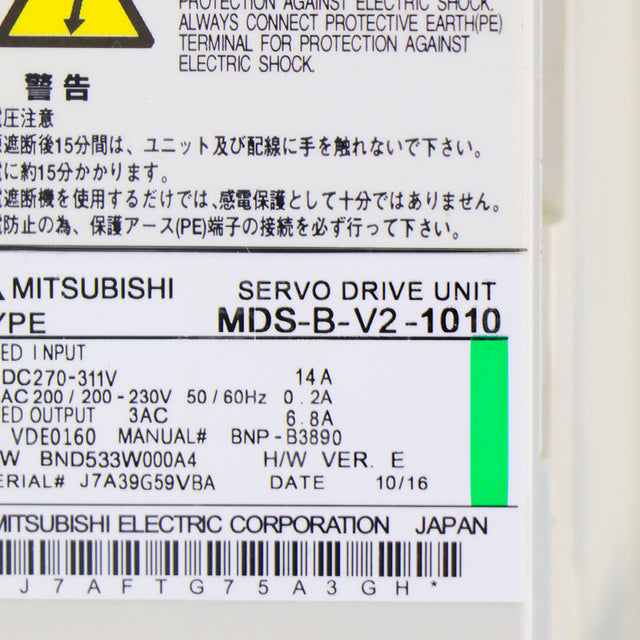 PROTECTION AGAINST ELECTRIC SHOCK.
ALWAYS CONNECT PROTECTIVE EARTH(PE)
TERMINAL FOR PROTECTION AGAINST
ELECTRIC SHOCK.
警告
電圧注意
遮断後15分間は、ユニット及び配線に手を触れないで下さい。
に約15分かかります。
遮断機を使用するだけでは、感電保護として十分ではありません。
防止の為、保護アース(PE)端子の接続を必ず行って下さい。
MITSUBISHI SERVO DRIVE UNIT
YPE MDS-B-V2-1010
ED INPUT
DC270-311V 14A
AC200/200-230V 50/60Hz 0.2A
ED OUTPUT 3AC 6.8A
VDE0160 MANUAL# BNP-B3890
W BND533W000A4 H/W VER. E
ERIAL# J7A39G59VBA DATE 10/16
MITSUBISHI ELECTRIC CORPORATION JAPAN
J7AFTG75A3GH*